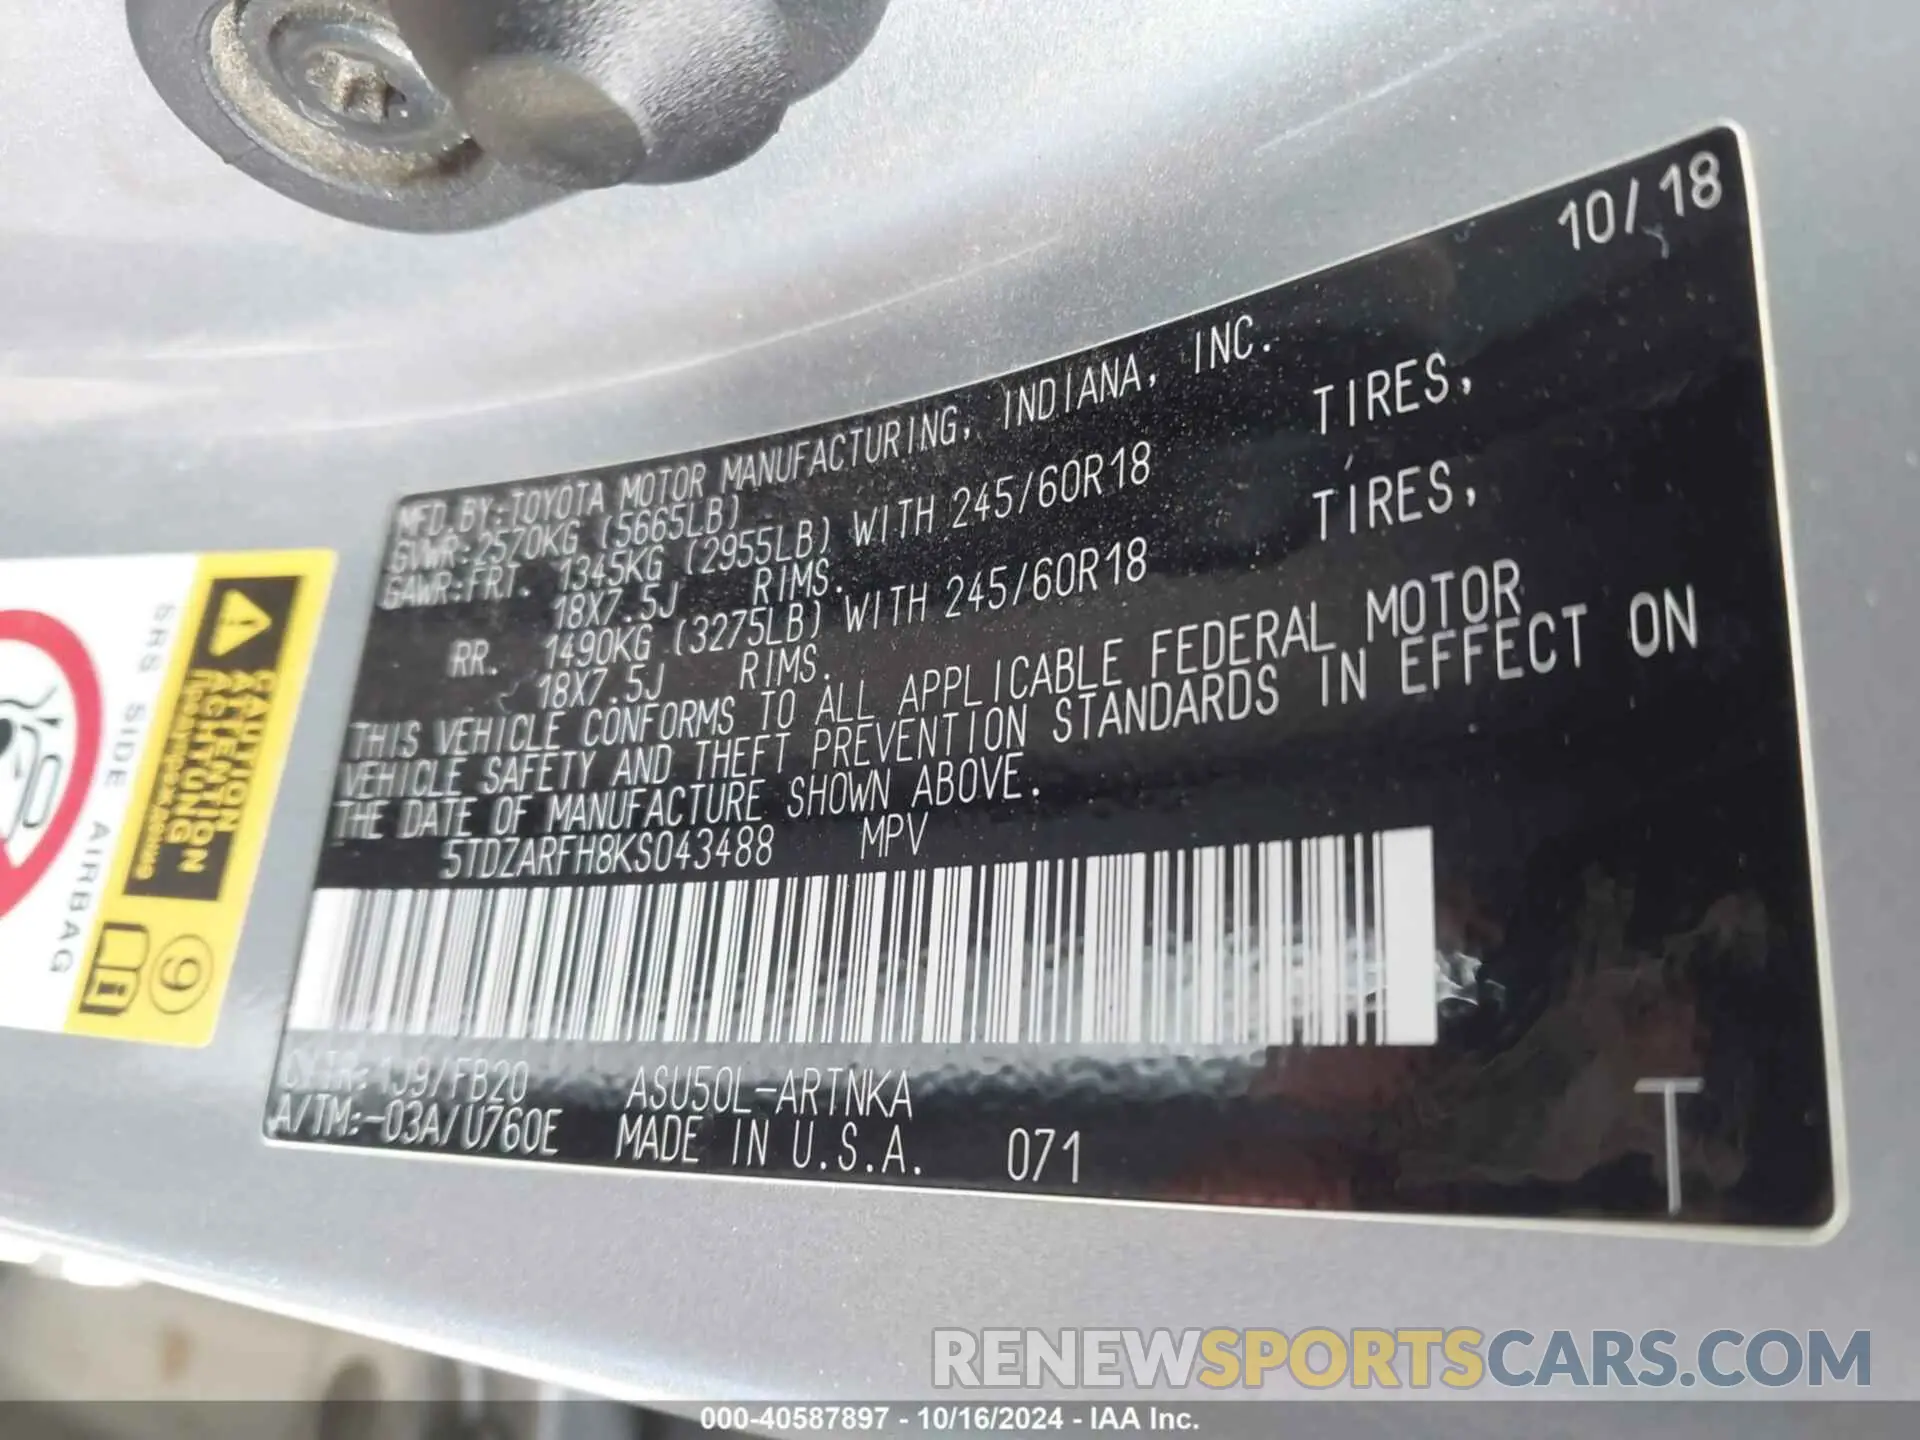 10/18
MFD.BY:TOYOTA MOTOR MANUFACTURING, INDIANA, INC.
GVWR:2570KG (5665LB)
GAWR:FRT. 1345KG (2955LB) WITH 245/60R18 TIRES,
18X7.5J RIMS.
RR. 1490KG (3275LB) WITH 245/60R18 TIRES,
18X7.5J RIMS.
THIS VEHICLE CONFORMS TO ALL APPLICABLE FEDERAL MOTOR
VEHICLE SAFETY AND THEFT PREVENTION STANDARDS IN EFFECT ON
THE DATE OF MANUFACTURE SHOWN ABOVE.
5TDZARFH8KS043488 MPV
C/TR:1J9/FB20 ASU50L-ARTNKA
A/TM:-03A/U760E MADE IN U.S.A. 071
T
CAUTION
ATTENTION
ACHTUNG
SRS SIDE AIRBAG
9
RENEWSPORTSCARS.COM
000-40587897 - 10/16/2024 - IAA Inc.